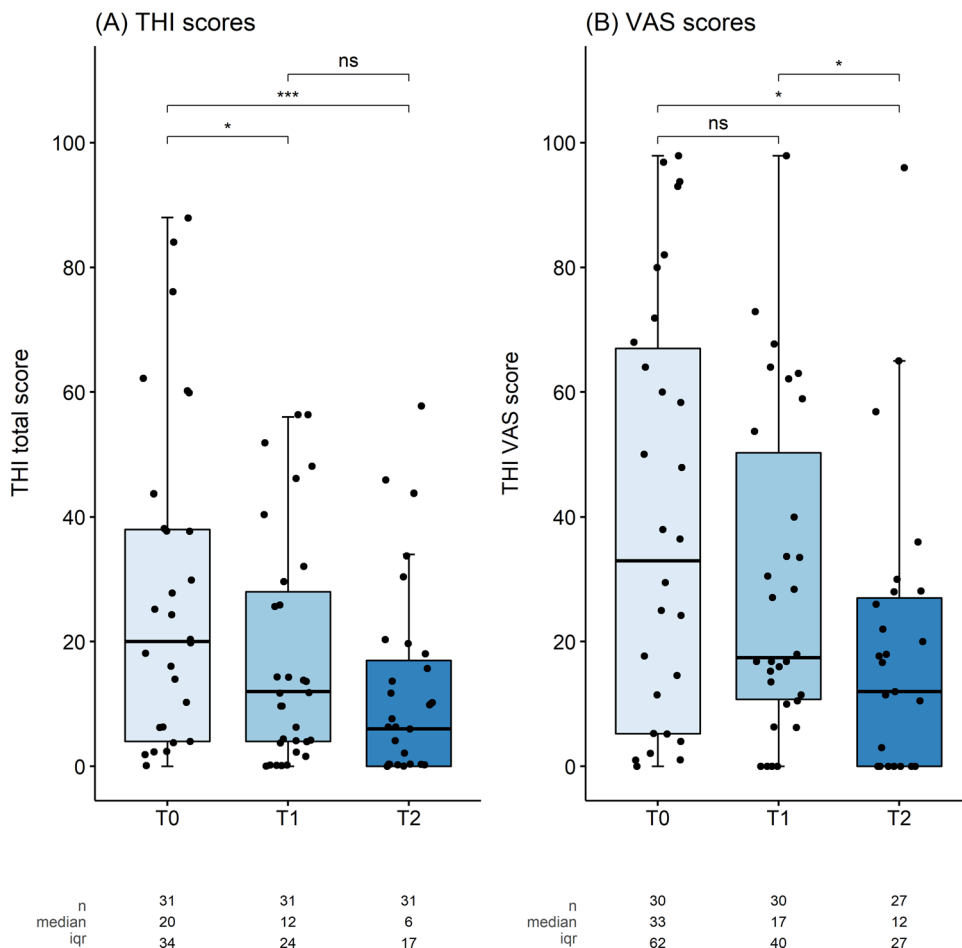 (A) THI scores
ns
***
*
100
80
60
40
20
0
THI total score
T0 T1 T2
n 31 31 31
median 20 12 6
iqr 34 24 17
(B) VAS scores
*
*
ns
100
80
60
40
20
0
THI VAS score
T0 T1 T2
30 30 27
33 17 12
62 40 27